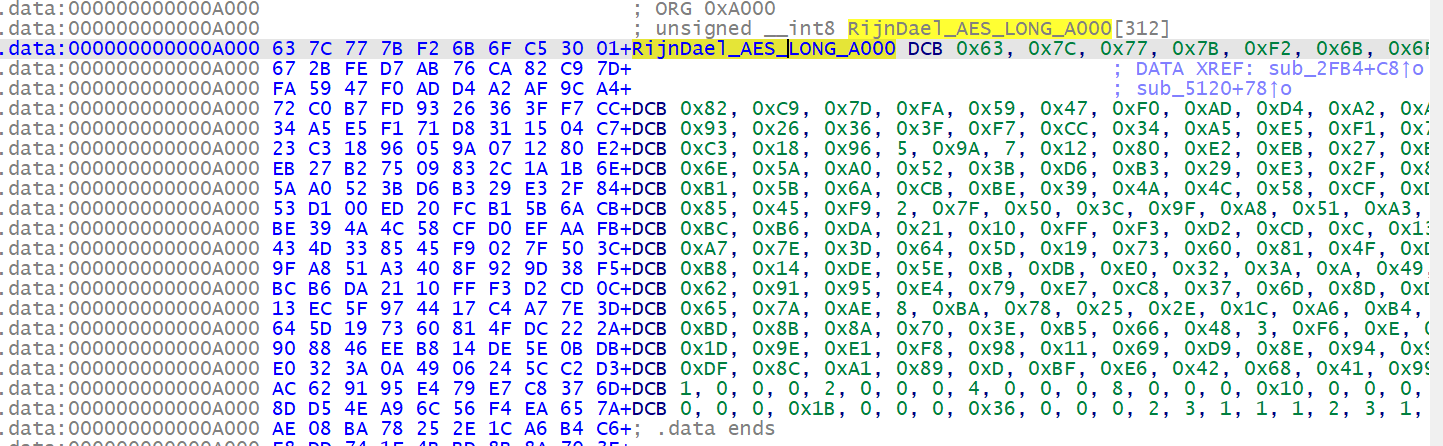 .data:000000000000A000 ; ORG 0xA000
.data:000000000000A000 ; unsigned __int8 RijnDael_AES_LONG_A000[312]
.data:000000000000A000 63 7C 77 7B F2 6B 6F C5 30 01+RijnDael_AES_LONG_A000 DCB 0x63, 0x7C, 0x77, 0x7B, 0xF2, 0x6B,
.data:000000000000A000 67 2B FE D7 AB 76 CA 82 C9 7D+ ; DATA XREF: sub_2FB4+C8↑o
.data:000000000000A000 FA 59 47 F0 AD D4 A2 AF 9C A4+ ; sub_5120+78↑o
.data:000000000000A000 72 C0 B7 FD 93 26 36 3F F7 CC+DCB 0x82, 0xC9, 0x7D, 0xFA, 0x59, 0x47, 0xF0, 0xAD, 0xD4, 0xA2,
.data:000000000000A000 34 A5 E5 F1 71 D8 31 15 04 C7+DCB 0x93, 0x26, 0x36, 0x3F, 0xF7, 0xCC, 0x34, 0xA5, 0xE5, 0xF1,
.data:000000000000A000 23 C3 18 96 05 9A 07 12 80 E2+DCB 0xC3, 0x18, 0x96, 5, 0x9A, 7, 0x12, 0x80, 0xE2, 0xEB, 0x27,
.data:000000000000A000 EB 27 B2 75 09 83 2C 1A 1B 6E+DCB 0x6E, 0x5A, 0xA0, 0x52, 0x3B, 0xD6, 0xB3, 0x29, 0xE3, 0x2F,
.data:000000000000A000 5A A0 52 3B D6 B3 29 E3 2F 84+DCB 0xB1, 0x5B, 0x6A, 0xCB, 0xBE, 0x39, 0x4A, 0x4C, 0x58, 0xCF,
.data:000000000000A000 53 D1 00 ED 20 FC B1 5B 6A CB+DCB 0x85, 0x45, 0xF9, 2, 0x7F, 0x50, 0x3C, 0x9F, 0xA8, 0x51, 0xA3,
.data:000000000000A000 BE 39 4A 4C 58 CF D0 EF AA FB+DCB 0xBC, 0xB6, 0xDA, 0x21, 0x10, 0xFF, 0xF3, 0xD2, 0xCD, 0xC, 0x13
.data:000000000000A000 43 4D 33 85 45 F9 02 7F 50 3C+DCB 0xA7, 0x7E, 0x3D, 0x64, 0x5D, 0x19, 0x73, 0x60, 0x81, 0x4F,
.data:000000000000A000 9F A8 51 A3 40 8F 92 9D 38 F5+DCB 0xB8, 0x14, 0xDE, 0x5E, 0xB, 0xDB, 0xE0, 0x32, 0x3A, 0xA, 0x49,
.data:000000000000A000 BC B6 DA 21 10 FF F3 D2 CD 0C+DCB 0x62, 0x91, 0x95, 0xE4, 0x79, 0xE7, 0xC8, 0x37, 0x6D, 0x8D,
.data:000000000000A000 13 EC 5F 97 44 17 C4 A7 7E 3D+DCB 0x65, 0x7A, 0xAE, 8, 0xBA, 0x78, 0x25, 0x2E, 0x1C, 0xA6, 0xB4,
.data:000000000000A000 64 5D 19 73 60 81 4F DC 22 2A+DCB 0xBD, 0x8B, 0x8A, 0x70, 0x3E, 0xB5, 0x66, 0x48, 3, 0xF6, 0xE,
.data:000000000000A000 90 88 46 EE B8 14 DE 5E 0B DB+DCB 0x1D, 0x9E, 0xE1, 0xF8, 0x98, 0x11, 0x69, 0xD9, 0x8E, 0x94,
.data:000000000000A000 E0 32 3A 0A 49 06 24 5C C2 D3+DCB 0xDF, 0x8C, 0xA1, 0x89, 0xD, 0xBF, 0xE6, 0x42, 0x68, 0x41, 0x99
.data:000000000000A000 AC 62 91 95 E4 79 E7 C8 37 6D+DCB 1, 0, 0, 0, 2, 0, 0, 0, 4, 0, 0, 0, 8, 0, 0, 0, 0x10, 0, 0, 0,
.data:000000000000A000 8D D5 4E A9 6C 56 F4 EA 65 7A+DCB 0, 0, 0, 0x1B, 0, 0, 0, 0x36, 0, 0, 0, 2, 3, 1, 1, 1, 2, 3, 1,
.data:000000000000A000 AE 08 BA 78 25 2E 1C A6 B4 C6+; .data ends